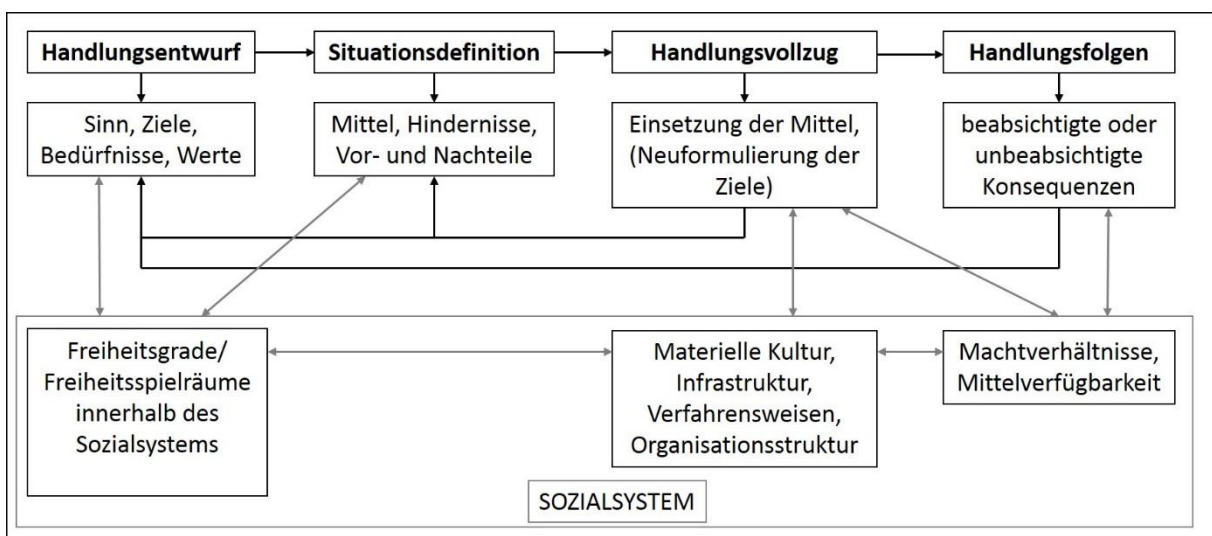 Handlungsentwurf
Situationsdefinition
Handlungsvollzug
Handlungsfolgen
Sinn, Ziele,
Bedürfnisse, Werte
Mittel, Hindernisse,
Vor- und Nachteile
Einsetzung der Mittel,
(Neuformulierung der
Ziele)
beabsichtigte oder
unbeabsichtigte
Konsequenzen
Freiheitsgrade/
Freiheitsspielräume
innerhalb des
Sozialsystems
Materielle Kultur,
Infrastruktur,
Verfahrensweisen,
Organisationsstruktur
Machtverhältnisse,
Mittelverfügbarkeit
SOZIALSYSTEM